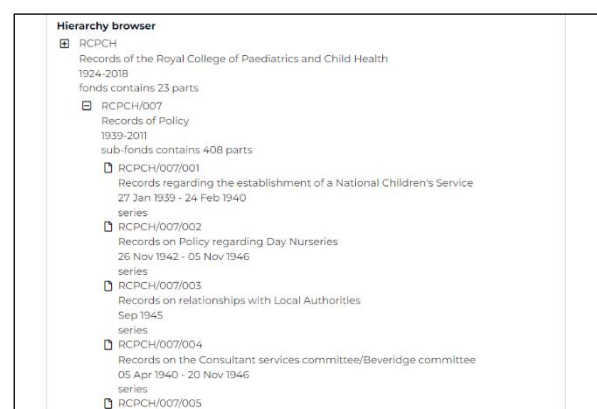 Hierarchy browser
RCPCH
Records of the Royal College of Paediatrics and Child Health
1924-2018
fonds contains 23 parts
RCPCH/007
Records of Policy
1939-2011
sub-fonds contains 408 parts
RCPCH/007/001
Records regarding the establishment of a National Children's Service
27 Jan 1939 - 24 Feb 1940
series
RCPCH/007/002
Records on Policy regarding Day Nurseries
26 Nov 1942 - 05 Nov 1946
series
RCPCH/007/003
Records on relationships with Local Authorities
Sep 1945
series
RCPCH/007/004
Records on the Consultant services committee/Beveridge committee
05 Apr 1940 - 20 Nov 1946
series
RCPCH/007/005